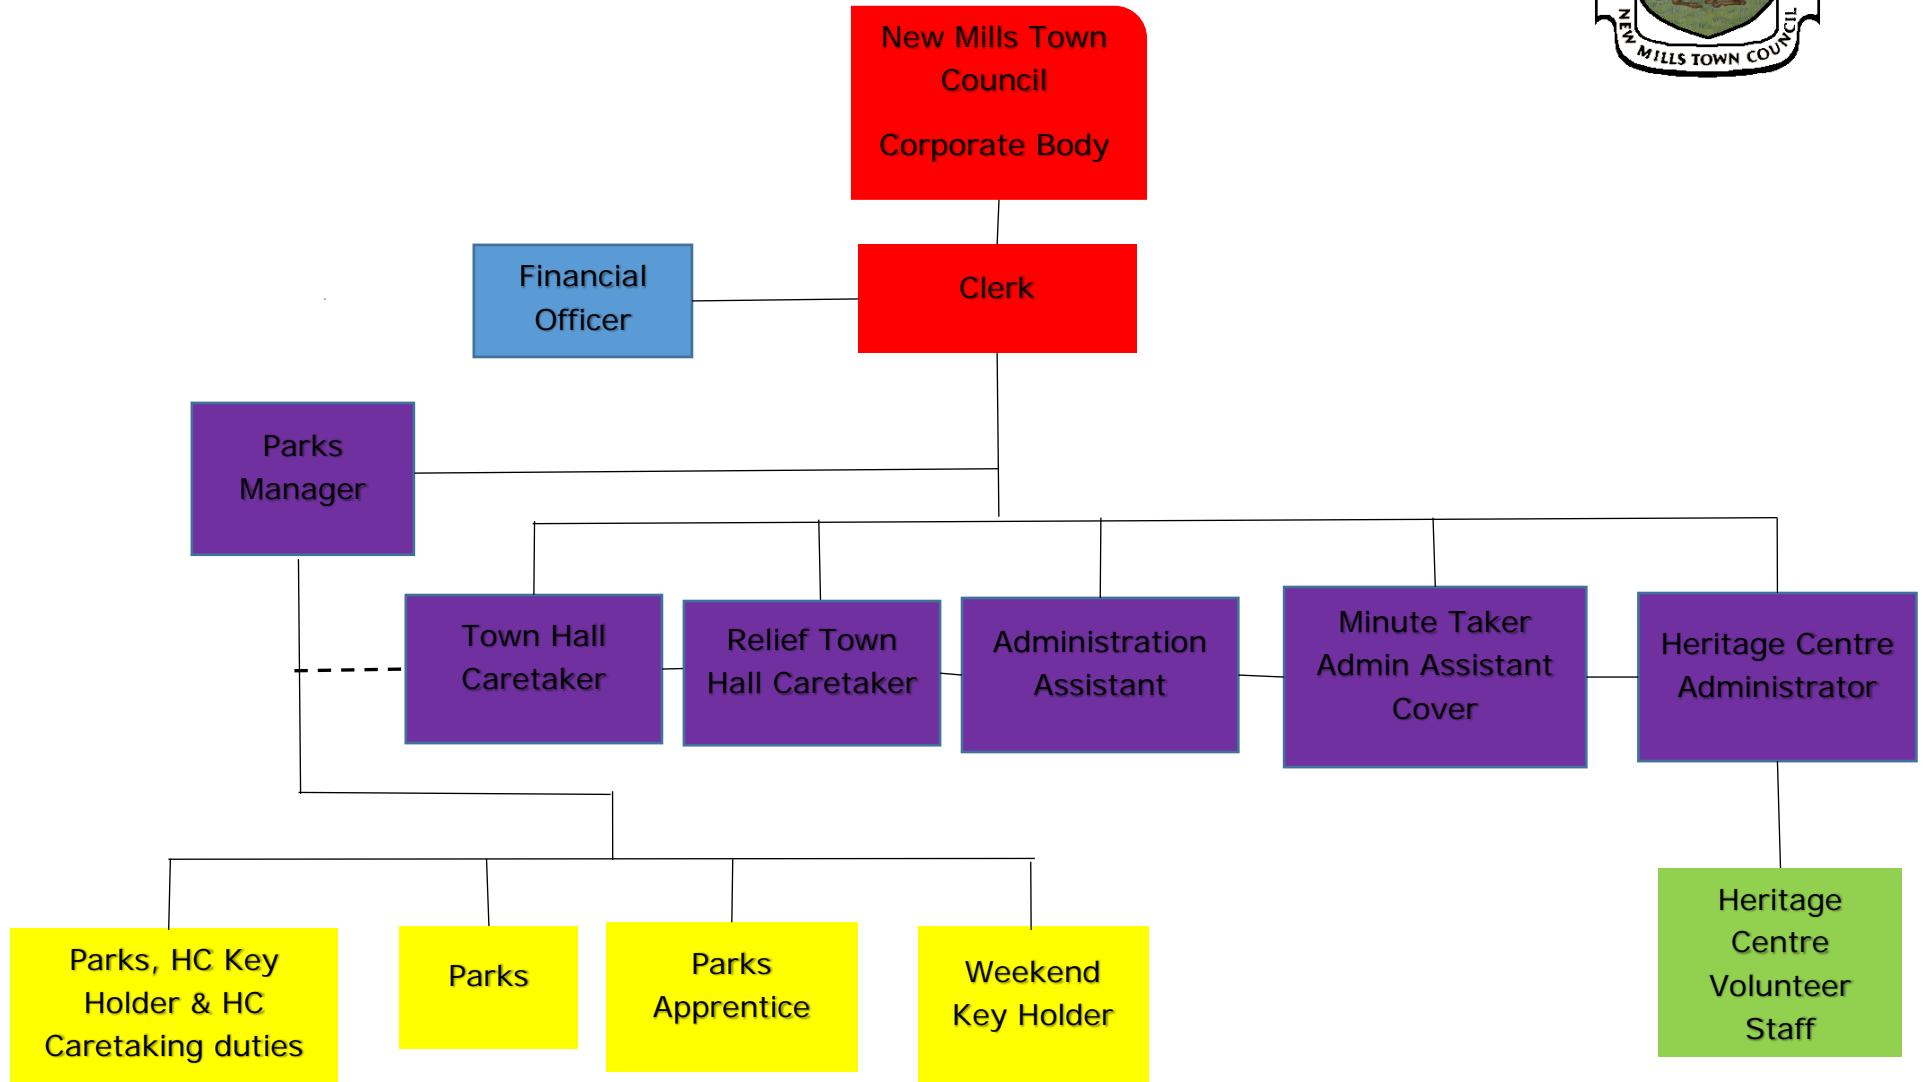 New Mills Town
Council
Corporate Body
NEW MILLS TOWN COUNCIL
Financial
Officer
Clerk
Parks
Manager
Town Hall
Caretaker
Relief Town
Hall Caretaker
Administration
Assistant
Minute Taker
Admin Assistant
Cover
Heritage Centre
Administrator
Parks, HC Key
Holder & HC
Caretaking duties
Parks
Parks
Apprentice
Weekend
Key Holder
Heritage
Centre
Volunteer
Staff